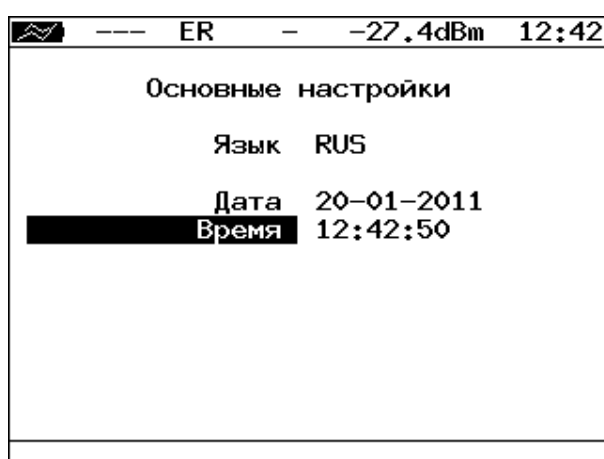 --- ER - -27.4dBm 12:42
Основные настройки
Язык RUS
Дата 20-01-2011
Время 12:42:50